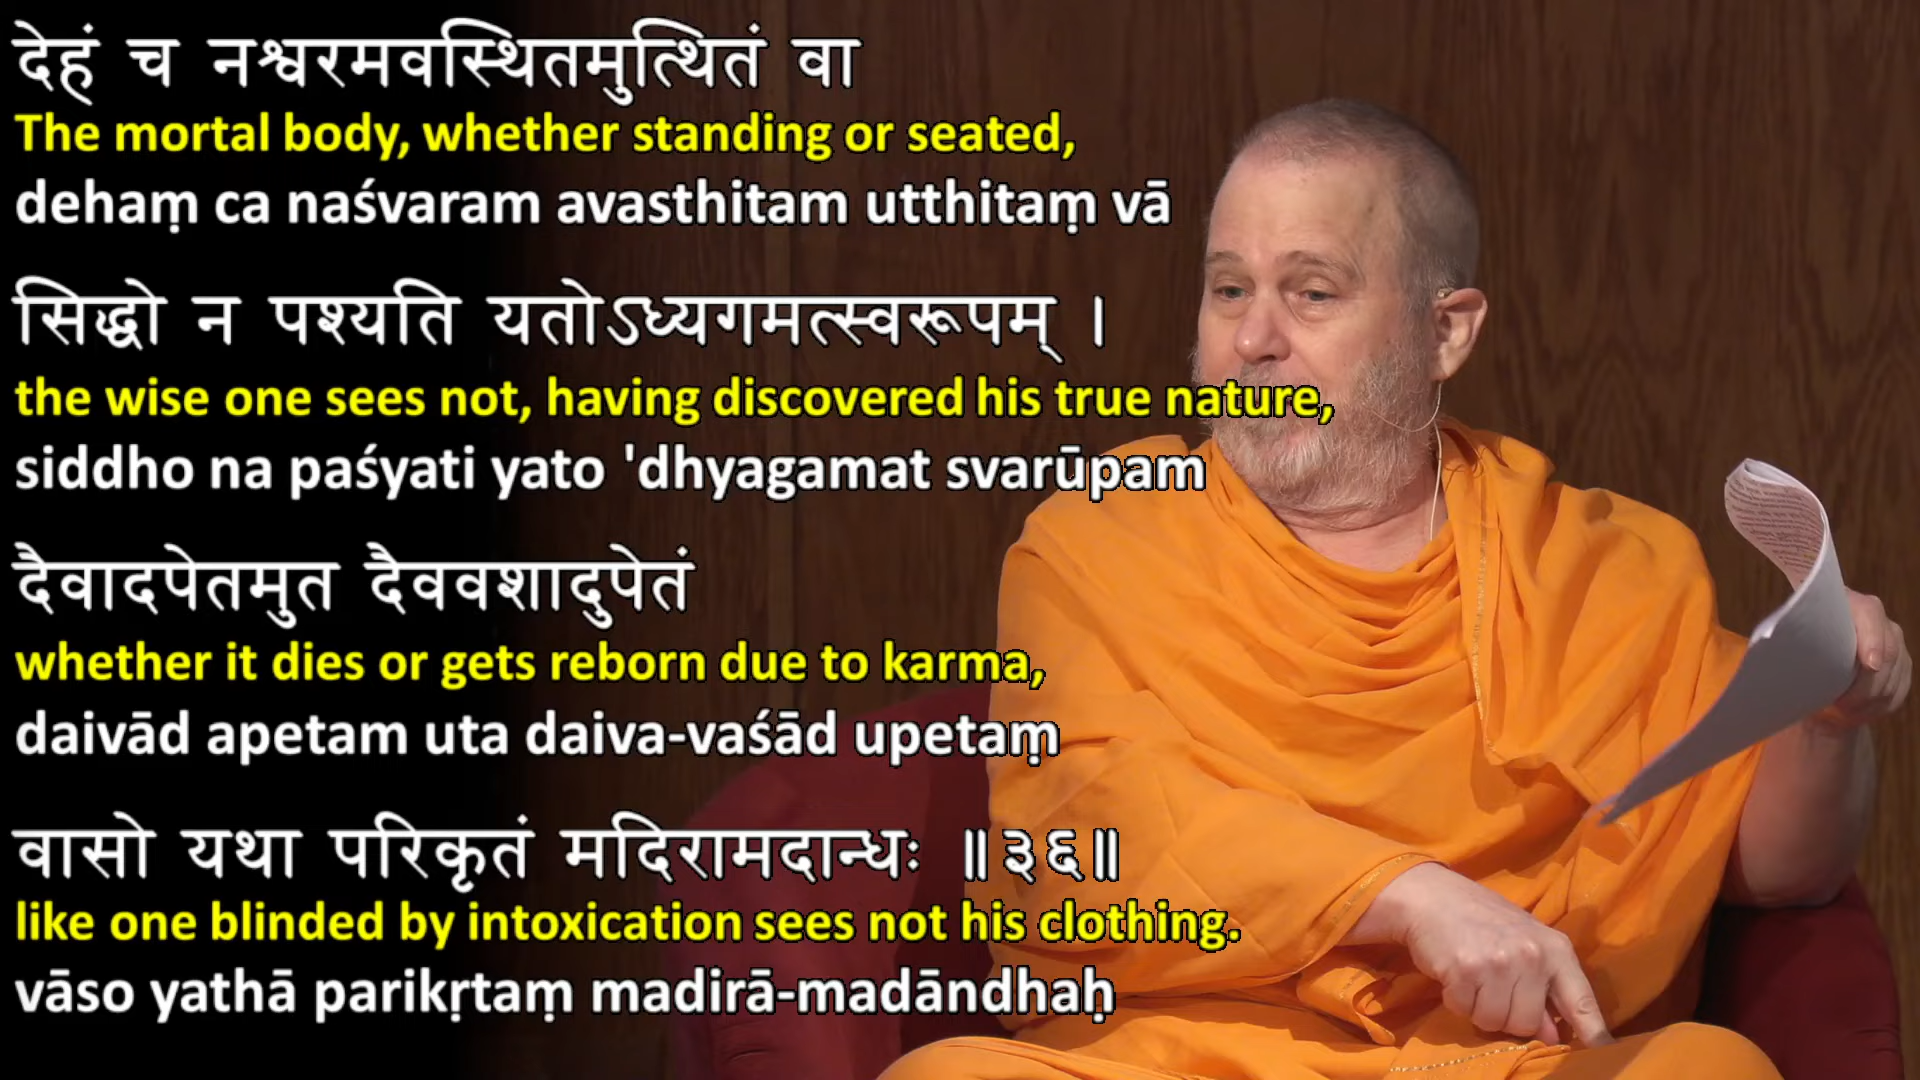 देहं च नश्वरमवस्थितमुत्थितं वा
The mortal body, whether standing or seated,
dehaṃ ca naśvaram avasthitam utthitaṃ vā
सिद्धो न पश्यति यतोऽध्यगमत्स्वरूपम् ।
the wise one sees not, having discovered his true nature,
siddho na paśyati yato 'dhyagamat svarūpam
दैवादपेतमुत दैववशादुपेतं
whether it dies or gets reborn due to karma,
daivād apetam uta daiva-vaśād upetaṃ
वासो यथा परिकृतं मदिरामदान्धः ॥३६॥
like one blinded by intoxication sees not his clothing.
vāso yathā parikṛtaṃ madirā-madāndhaḥ